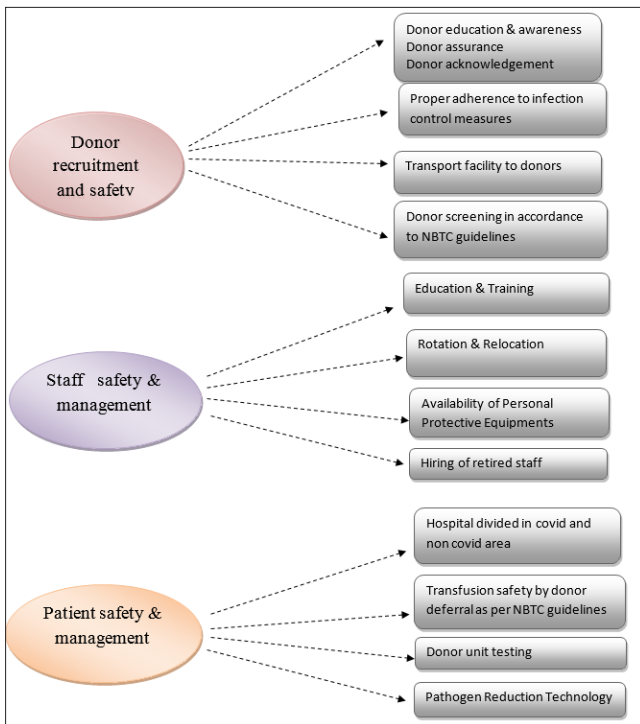 Donor
recruitment
and safety
Donor education & awareness
Donor assurance
Donor acknowledgement
Proper adherence to infection
control measures
Transport facility to donors
Donor screening in accordance
to NBTC guidelines
Staff safety &
management
Education & Training
Rotation & Relocation
Availability of Personal
Protective Equipments
Hiring of retired staff
Patient safety &
management
Hospital divided in covid and
non covid area
Transfusion safety by donor
deferral as per NBTC guidelines
Donor unit testing
Pathogen Reduction Technology